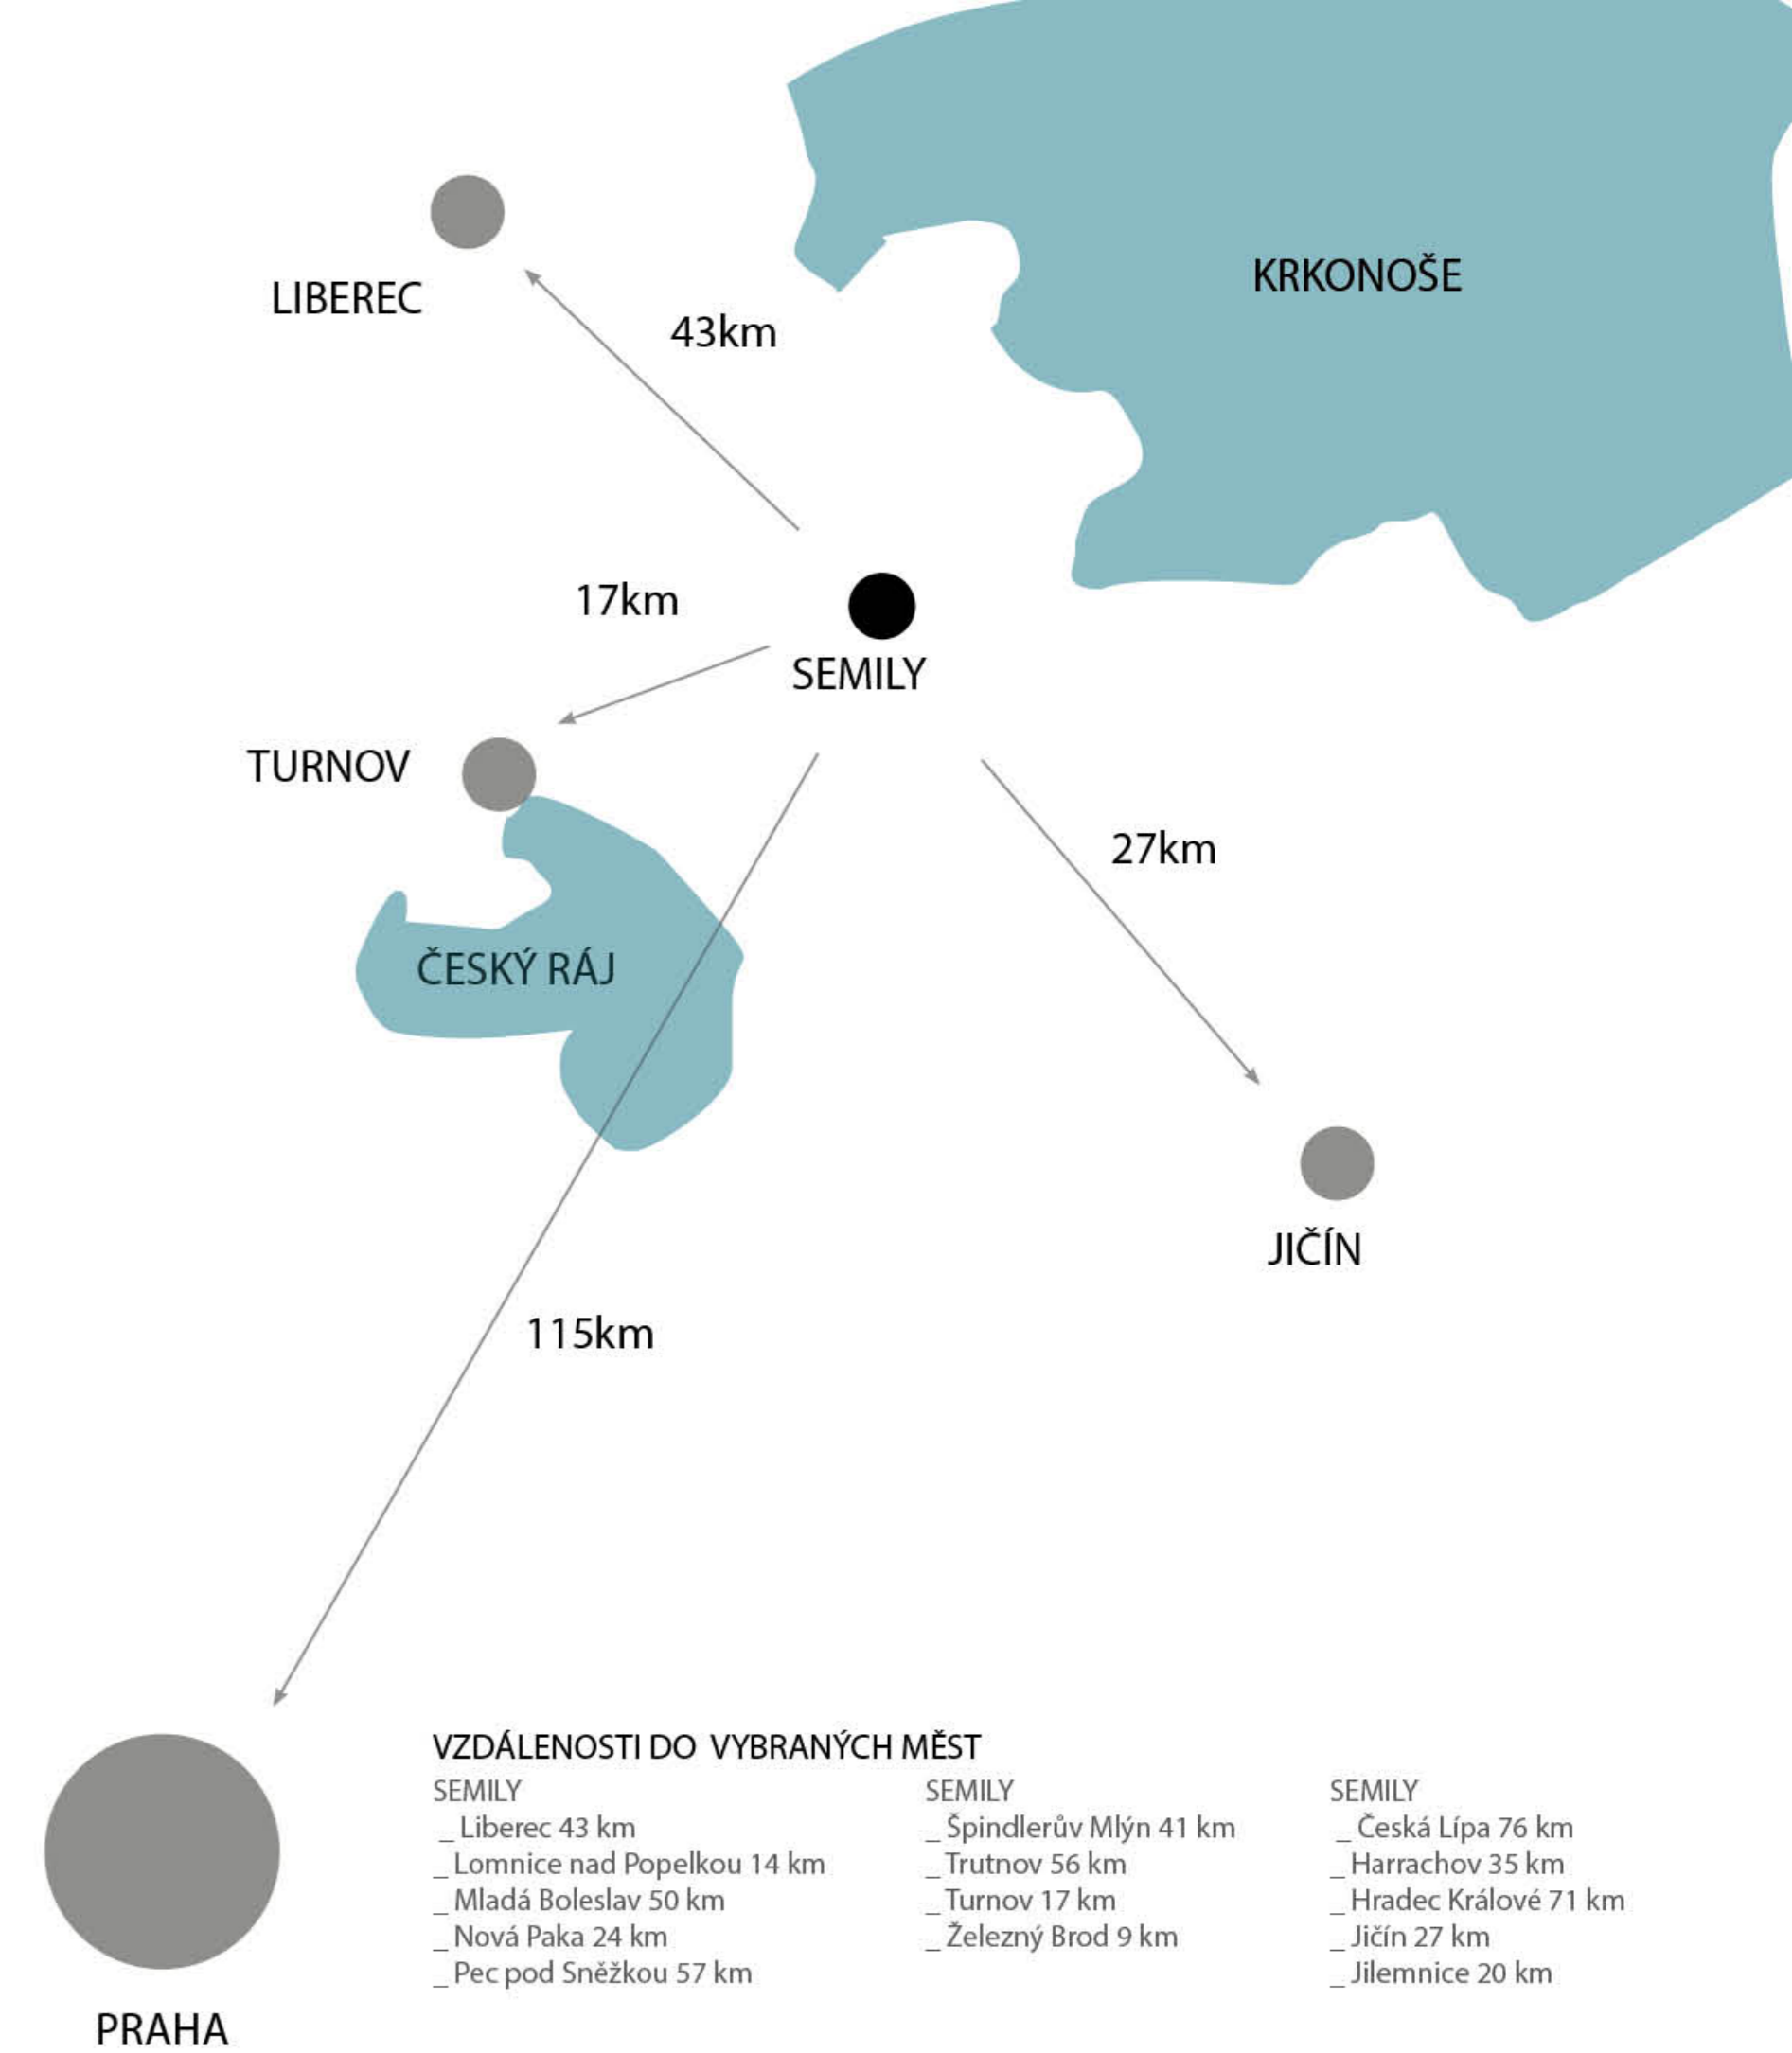 KRKONOŠE
LIBEREC
43km
17km
SEMILY
TURNOV
27km
ČESKÝ RÁJ
JIČÍN
115km
PRAHA
VZDÁLENOSTI DO VYBRANÝCH MĚST
SEMILY
_ Liberec 43 km
_ Lomnice nad Popelkou 14 km
_ Mladá Boleslav 50 km
_ Nová Paka 24 km
_ Pec pod Sněžkou 57 km
SEMILY
_ Špindlerův Mlýn 41 km
_ Trutnov 56 km
_ Turnov 17 km
_ Železný Brod 9 km
SEMILY
_ Česká Lípa 76 km
_ Harrachov 35 km
_ Hradec Králové 71 km
_ Jičín 27 km
_ Jilemnice 20 km